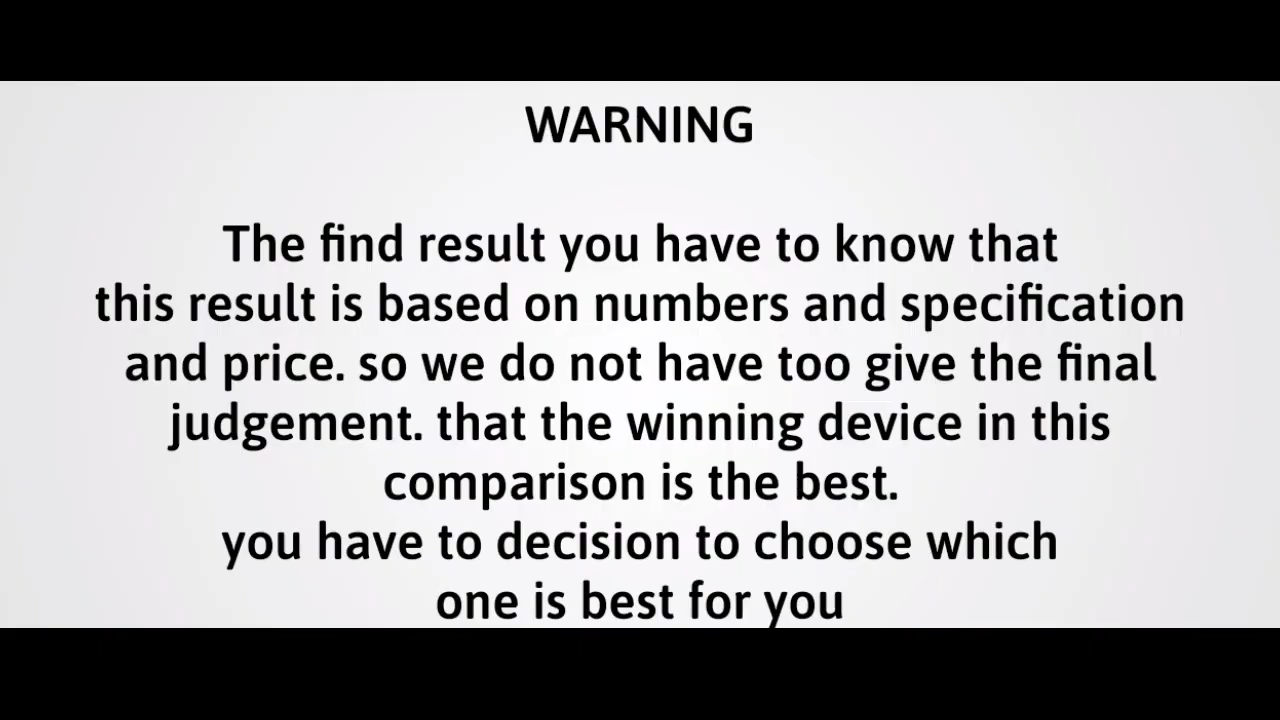 WARNING
The find result you have to know that
this result is based on numbers and specification
and price. so we do not have too give the final
judgement. that the winning device in this
comparison is the best.
you have to decision to choose which
one is best for you